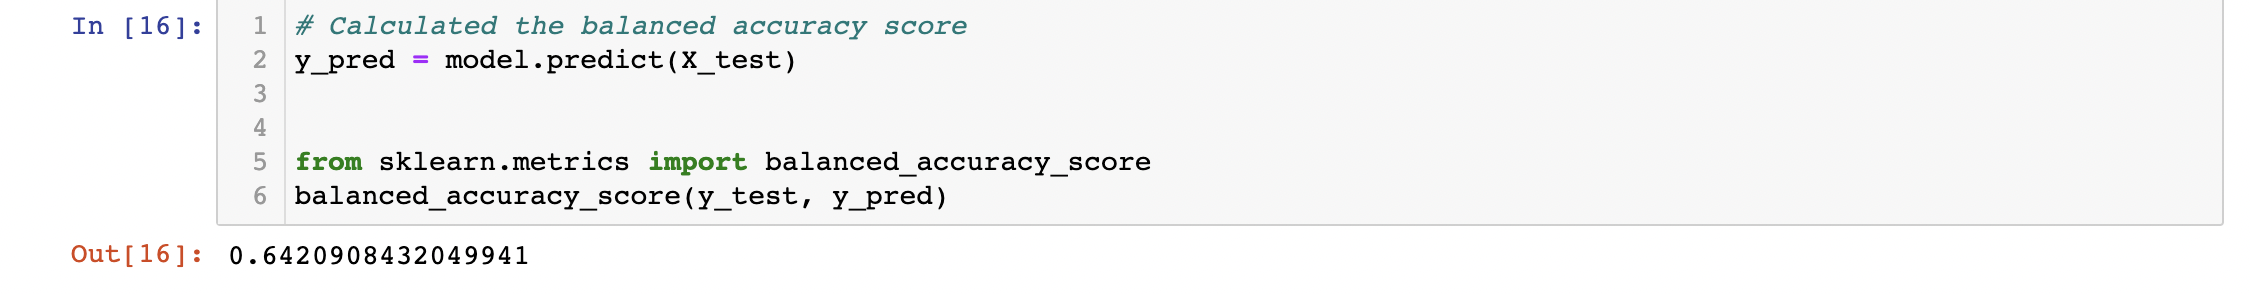 In [16]:
1 # Calculated the balanced accuracy score
2 y_pred = model.predict(X_test)
3
4
5 from sklearn.metrics import balanced_accuracy_score
6 balanced_accuracy_score(y_test, y_pred)
Out[16]: 0.6420908432049941